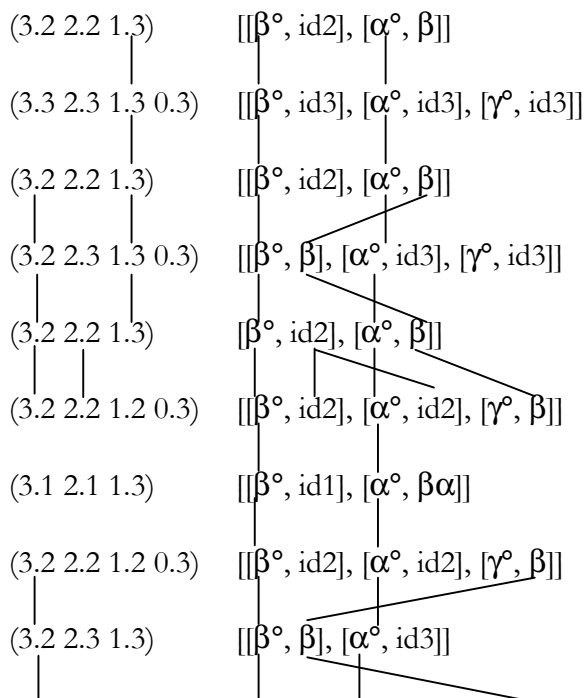 (3.2 2.2 1.3) [[β°, id2], [α°, β]]
(3.3 2.3 1.3 0.3) [[β°, id3], [α°, id3], [γ°, id3]]
(3.2 2.2 1.3) [[β°, id2], [α°, β]]
(3.2 2.3 1.3 0.3) [[β°, β], [α°, id3], [γ°, id3]]
(3.2 2.2 1.3) [β°, id2], [α°, β]]
(3.2 2.2 1.2 0.3) [[β°, id2], [α°, id2], [γ°, β]]
(3.1 2.1 1.3) [[β°, id1], [α°, βα]]
(3.2 2.2 1.2 0.3) [[β°, id2], [α°, id2], [γ°, β]]
(3.2 2.3 1.3) [[β°, β], [α°, id3]]